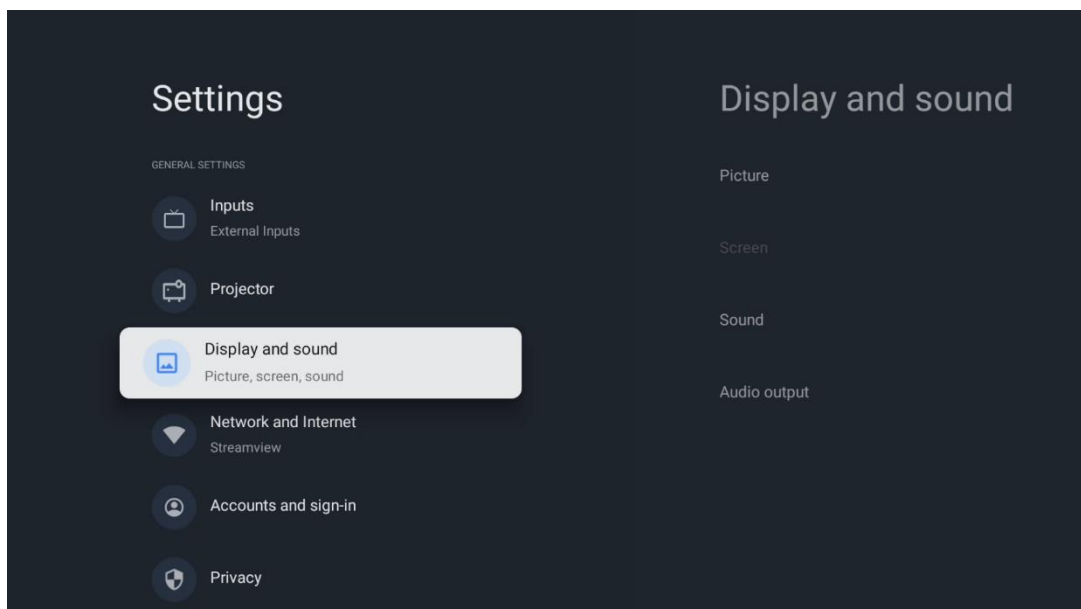 Settings
GENERAL SETTINGS
Inputs
External Inputs
Projector
Display and sound
Picture, screen, sound
Network and Internet
Streamview
Accounts and sign-in
Privacy
Display and sound
Picture
Screen
Sound
Audio output